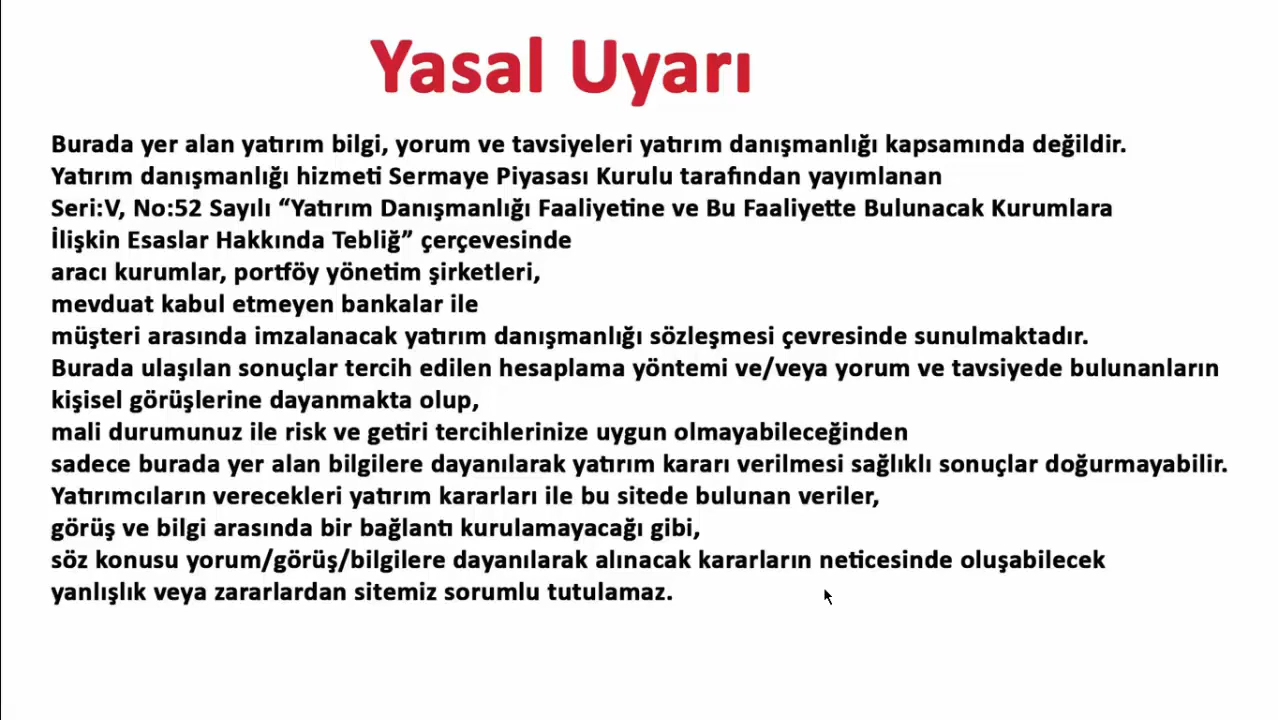 Yasal Uyarı
Burada yer alan yatırım bilgi, yorum ve tavsiyeleri yatırım danışmanlığı kapsamında değildir.
Yatırım danışmanlığı hizmeti Sermaye Piyasası Kurulu tarafından yayımlanan
Seri:V, No:52 Sayılı “Yatırım Danışmanlığı Faaliyetine ve Bu Faaliyette Bulunacak Kurumlara
İlişkin Esaslar Hakkında Tebliğ” çerçevesinde
aracı kurumlar, portföy yönetim şirketleri,
mevduat kabul etmeyen bankalar ile
müşteri arasında imzalanacak yatırım danışmanlığı sözleşmesi çevresinde sunulmaktadır.
Burada ulaşılan sonuçlar tercih edilen hesaplama yöntemi ve/veya yorum ve tavsiyede bulunanların
kişisel görüşlerine dayanmakta olup,
mali durumunuz ile risk ve getiri tercihlerinize uygun olmayabileceğinden
sadece burada yer alan bilgilere dayanılarak yatırım kararı verilmesi sağlıklı sonuçlar doğurmayabilir.
Yatırımcıların verecekleri yatırım kararları ile bu sitede bulunan veriler,
görüş ve bilgi arasında bir bağlantı kurulamayacağı gibi,
söz konusu yorum/görüş/bilgilere dayanılarak alınacak kararların neticesinde oluşabilecek
yanlışlık veya zararlardan sitemiz sorumlu tutulamaz.